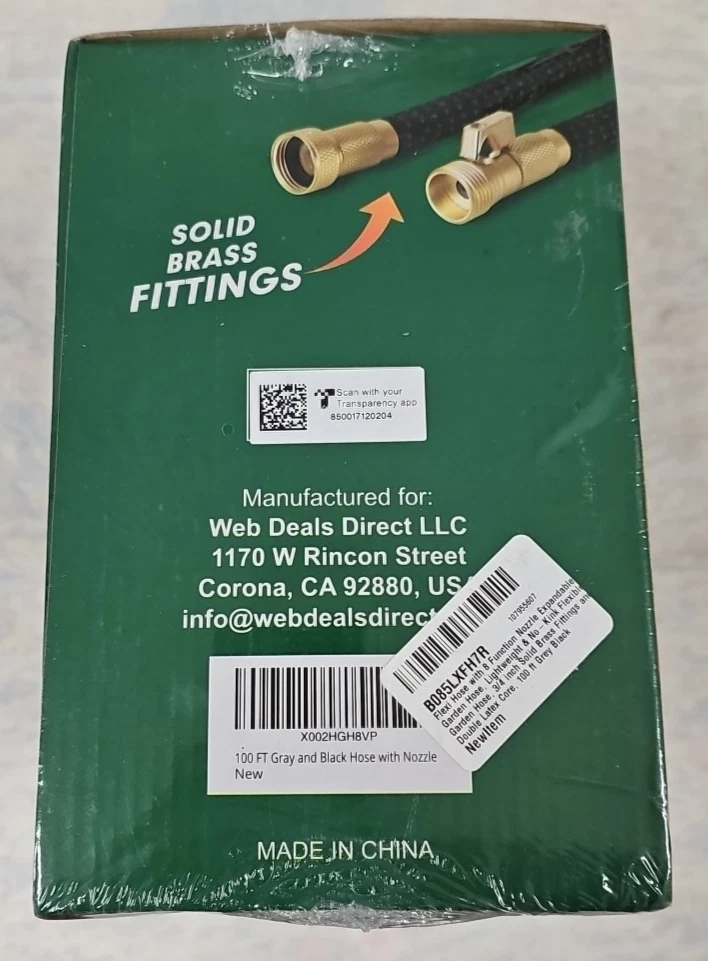 SOLID
BRASS
FITTINGS
Scan with your
Transparency app
850017120204
Manufactured for:
Web Deals Direct LLC
1170 W Rincon Street
Corona, CA 92880, USA
info@webdealsdirect
107955607
B085LXFH7R
Flexi Hose with 8 Function Nozzle Expandable
Garden Hose, Lightweight & No - Kink Flexible
Garden Hose, 3/4 inch Solid Brass Fittings and
Double Latex Core, 100 ft Grey Black
NewItem
X002HGH8VP
100 FT Gray and Black Hose with Nozzle
New
MADE IN CHINA